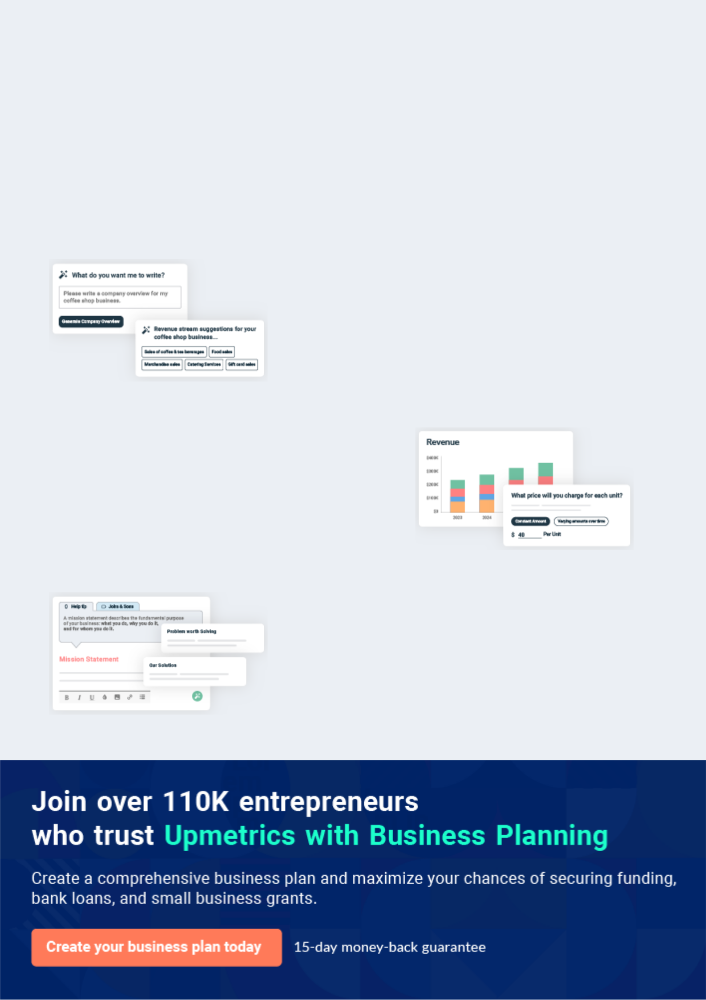 What do you want me to write?
Please write a company overview for my
coffee shop business.
Generate Company Overview
Revenue stream suggestions for your
coffee shop business...
Sales of coffee & tea beverages
Food sales
Merchandise sales
Catering Services
Gift card sales
Revenue
$400K
$300K
$200K
$100K
$0
2023
2024
What price will you charge for each unit?
Constant Amount
Varying amounts over time
$ 40 Per Unit
Help tip
John & Sons
A mission statement describes the fundamental purpose
of your business: what you do, why you do it,
and for whom you do it.
Problem worth Solving
Mission Statement
Our Solution
B I U
Join over 110K entrepreneurs
who trust Upmetrics with Business Planning
Create a comprehensive business plan and maximize your chances of securing funding,
bank loans, and small business grants.
Create your business plan today
15-day money-back guarantee